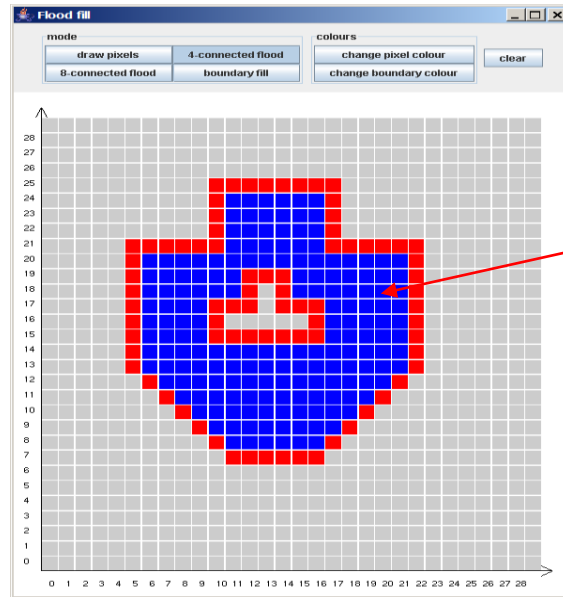 Flood fill
mode
colours
draw pixels
4-connected flood
change pixel colour
clear
8-connected flood
boundary fill
change boundary colour
28
27
26
25
24
23
22
21
20
19
18
17
16
15
14
13
12
11
10
9
8
7
6
5
4
3
2
1
0
0 1 2 3 4 5 6 7 8 9 10 11 12 13 14 15 16 17 18 19 20 21 22 23 24 25 26 27 28